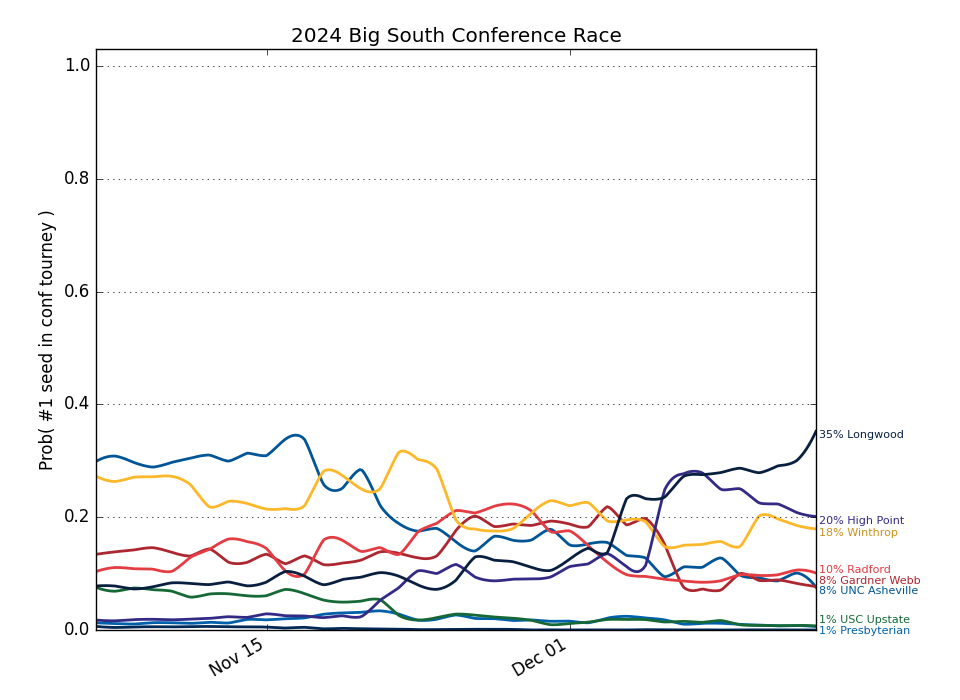 2024 Big South Conference Race
Prob( #1 seed in conf tourney )
1.0
0.8
0.6
0.4
0.2
0.0
Nov 15
Dec 01
35% Longwood
20% High Point
18% Winthrop
10% Radford
8% Gardner Webb
8% UNC Asheville
1% USC Upstate
1% Presbyterian